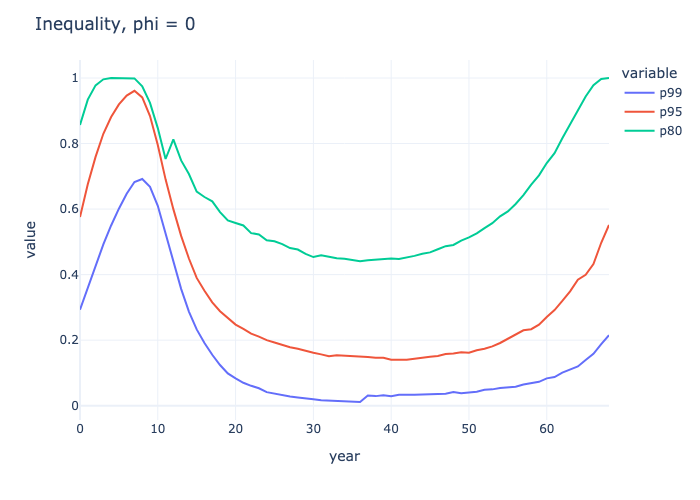 Inequality, phi = 0
variable
p99
p95
p80
value
1
0.8
0.6
0.4
0.2
0
0 10 20 30 40 50 60
year